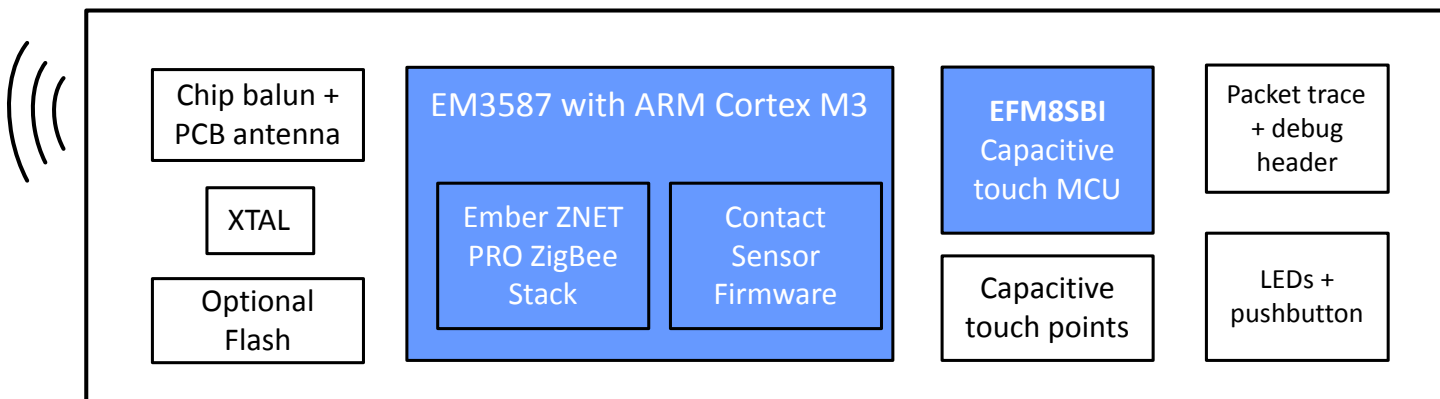 Chip balun +
PCB antenna
XTAL
Optional
Flash
EM3587 with ARM Cortex M3
Ember ZNET
PRO ZigBee
Stack
Contact
Sensor
Firmware
EFM8SBI
Capacitive
touch MCU
Capacitive
touch points
Packet trace
+ debug
header
LEDs +
pushbutton